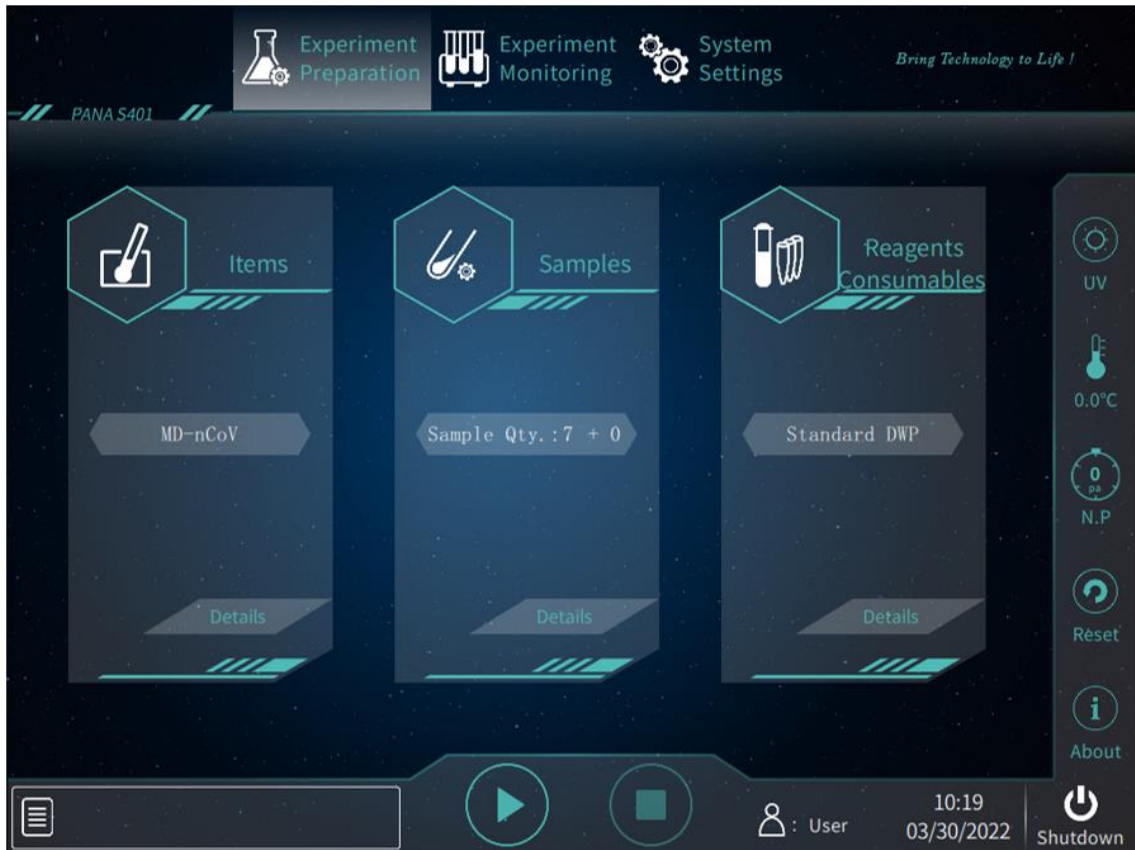 Experiment
Preparation
Experiment
Monitoring
System
Settings
Bring Technology to Life !
PANA S401
Items
Samples
Reagents
Consumables
UV
0.0°C
0
pa
N.P
MD-nCoV
Sample Qty.:7 + 0
Standard DWP
Details
Details
Details
Reset
i
About
: User
10:19
03/30/2022
Shutdown